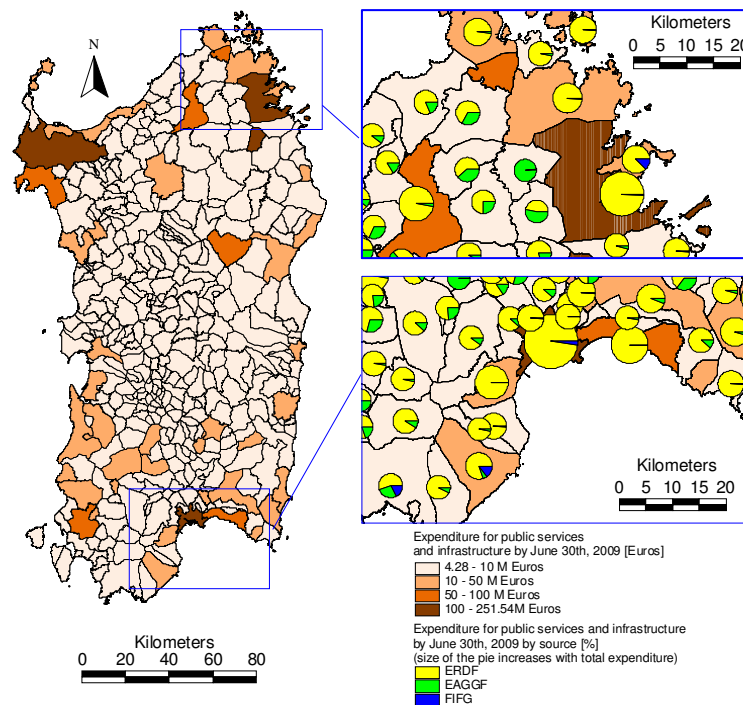 N
Kilometers
0 5 10 15 20
Kilometers
0 5 10 15 20
Kilometers
0 20 40 60 80
Expenditure for public services
and infrastructure by June 30th, 2009 [Euros]
4.28 - 10 M Euros
10 - 50 M Euros
50 - 100 M Euros
100 - 251.54M Euros
Expenditure for public services and infrastructure
by June 30th, 2009 by source [%]
(size of the pie increases with total expenditure)
ERDF
EAGGF
FIFG